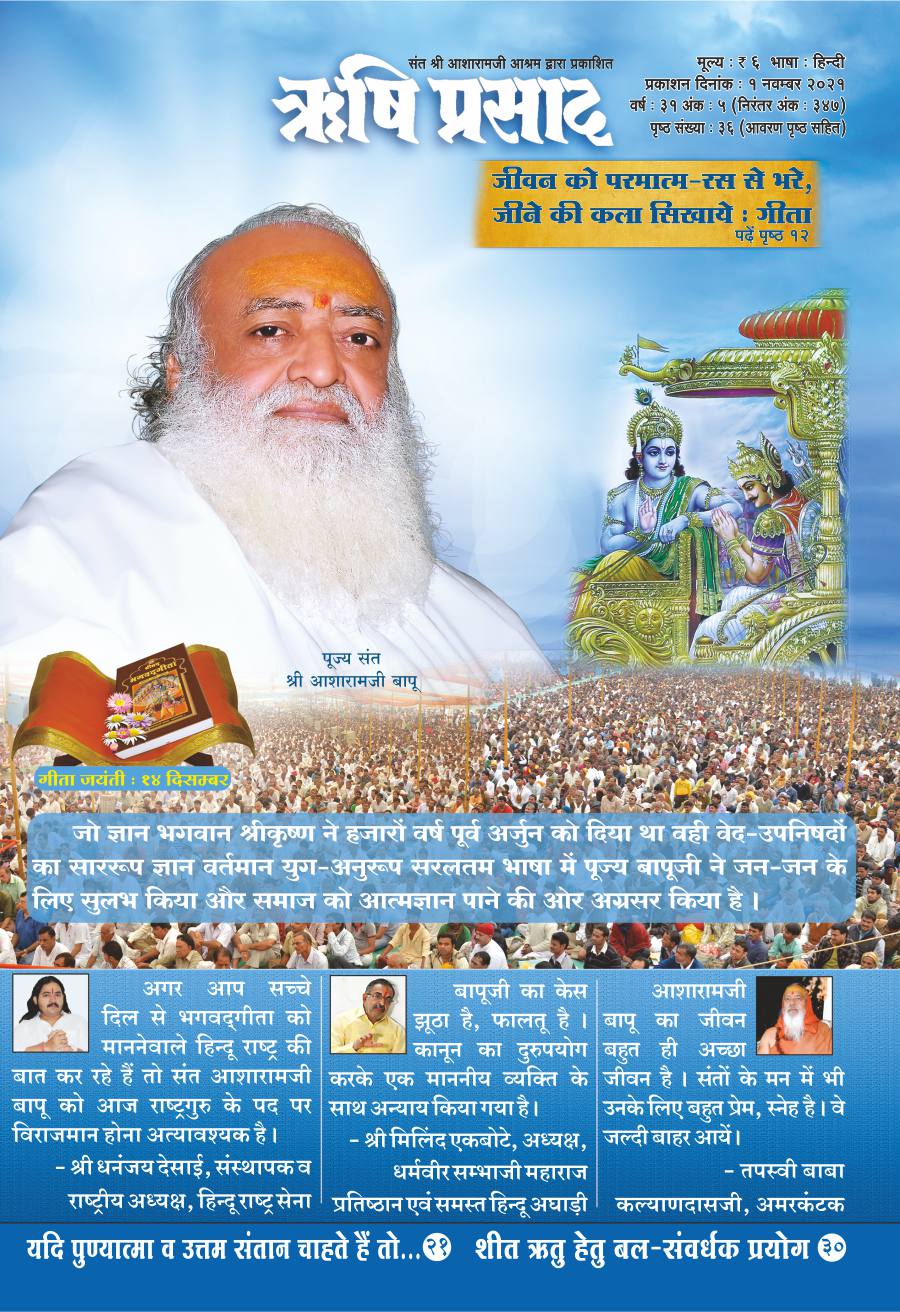 संत श्री आशारामजी आश्रम द्वारा प्रकाशित
ऋषि प्रसाद
मूल्य : ₹ ६ भाषा : हिन्दी
प्रकाशन दिनांक : १ नवम्बर २०२१
वर्ष : ३१ अंक : ५ (निरंतर अंक : ३४७)
पृष्ठ संख्या : ३६ (आवरण पृष्ठ सहित)
जीवन को परमात्म-रस से भरे,
जीने की कला सिखाये : गीता
पढ़ें पृष्ठ १२
पूज्य संत
श्री आशारामजी बापू
भगवद्गीता
गीता जयंती : १४ दिसम्बर
जो ज्ञान भगवान श्रीकृष्ण ने हजारों वर्ष पूर्व अर्जुन को दिया था वही वेद-उपनिषदों
का साररूप ज्ञान वर्तमान युग-अनुरूप सरलतम भाषा में पूज्य बापूजी ने जन-जन के
लिए सुलभ किया और समाज को आत्मज्ञान पाने की ओर अग्रसर किया है ।
अगर आप सच्चे
दिल से भगवद्गीता को
माननेवाले हिन्दू राष्ट्र की
बात कर रहे हैं तो संत आशारामजी
बापू को आज राष्ट्रगुरु के पद पर
विराजमान होना अत्यावश्यक है ।
- श्री धनंजय देसाई, संस्थापक व
राष्ट्रीय अध्यक्ष, हिन्दू राष्ट्र सेना
बापूजी का केस
झूठा है, फालतू है ।
कानून का दुरुपयोग
करके एक माननीय व्यक्ति के
साथ अन्याय किया गया है ।
- श्री मिलिंद एकबोटे, अध्यक्ष,
धर्मवीर सम्भाजी महाराज
प्रतिष्ठान एवं समस्त हिन्दू अघाड़ी
आशारामजी
बापू का जीवन
बहुत ही अच्छा
जीवन है । संतों के मन में भी
उनके लिए बहुत प्रेम, स्नेह है । वे
जल्दी बाहर आयें ।
- तपस्वी बाबा
कल्याणदासजी, अमरकंटक
यदि पुण्यात्मा व उत्तम संतान चाहते हैं तो... २१ शीत ऋतु हेतु बल-संवर्धक प्रयोग ३०